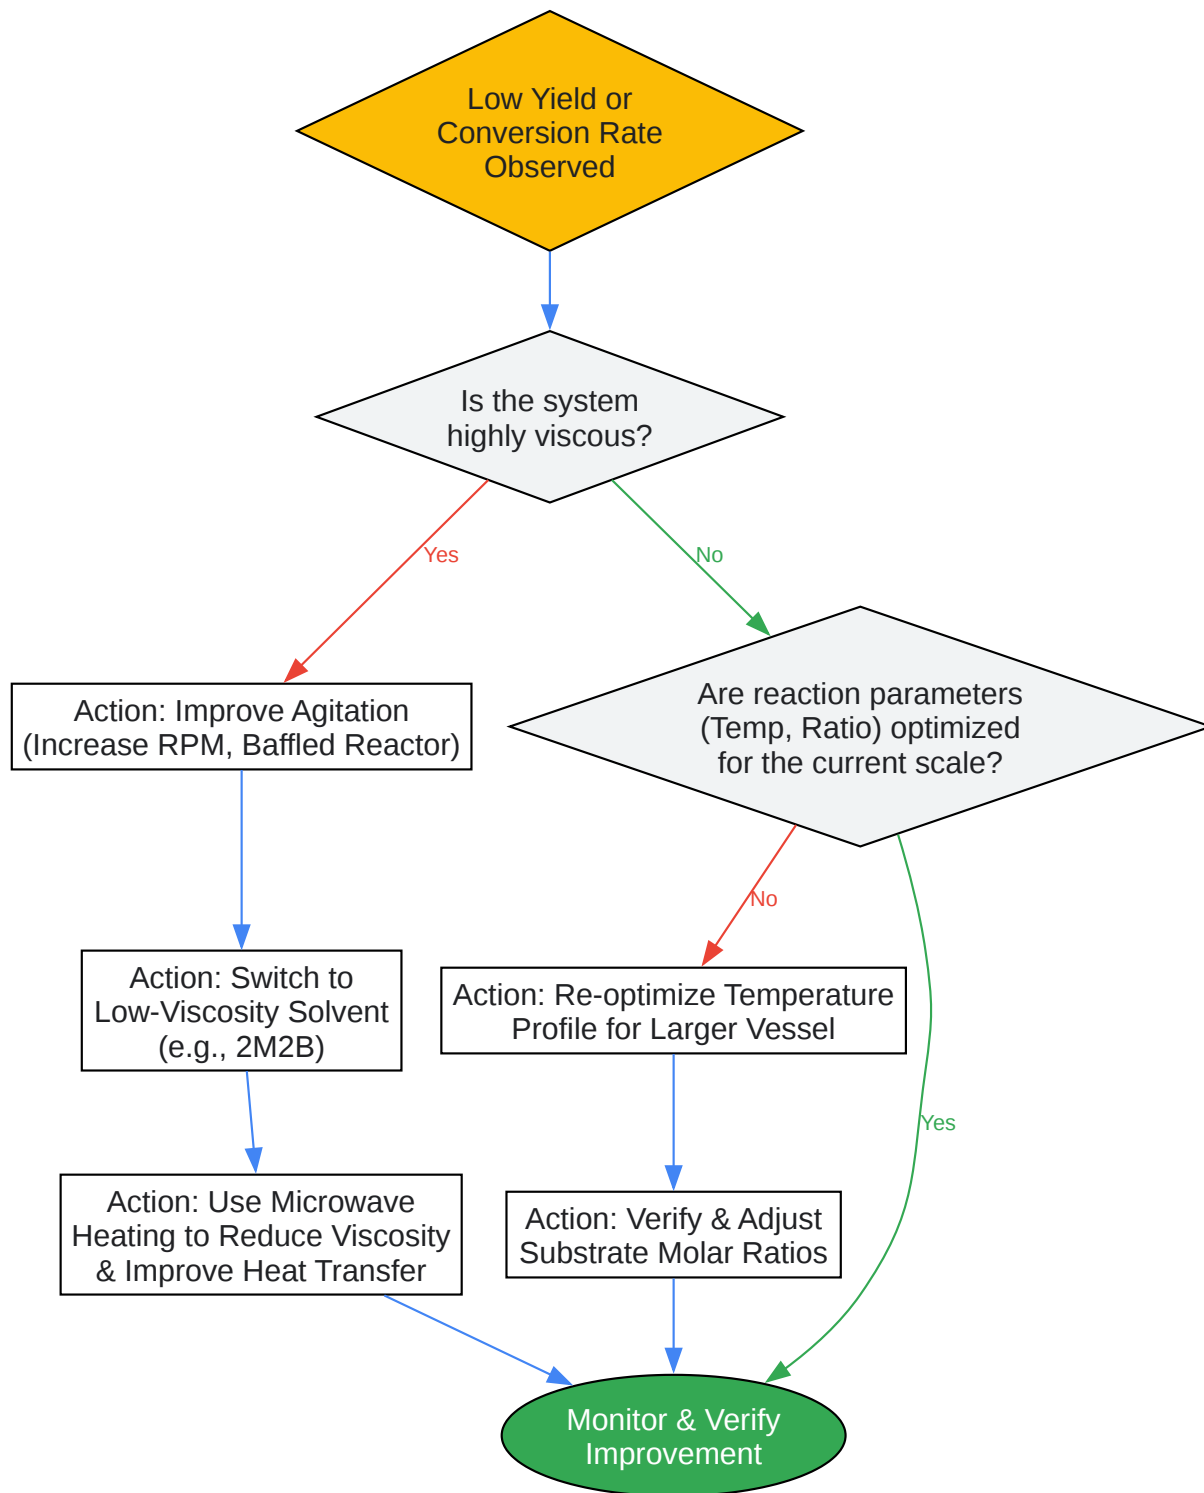 Low Yield or
Conversion Rate
Observed
Is the system
highly viscous?
Yes
No
Action: Improve Agitation
(Increase RPM, Baffled Reactor)
Are reaction parameters
(Temp, Ratio) optimized
for the current scale?
No
Action: Switch to
Low-Viscosity Solvent
(e.g., 2M2B)
Action: Re-optimize Temperature
Profile for Larger Vessel
Yes
Action: Use Microwave
Heating to Reduce Viscosity
& Improve Heat Transfer
Action: Verify & Adjust
Substrate Molar Ratios
Monitor & Verify
Improvement